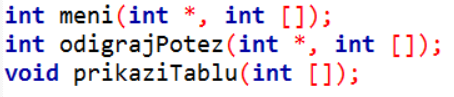 int meni(int *, int []);
int odigrajPotez(int *, int []);
void prikaziTablu(int []);